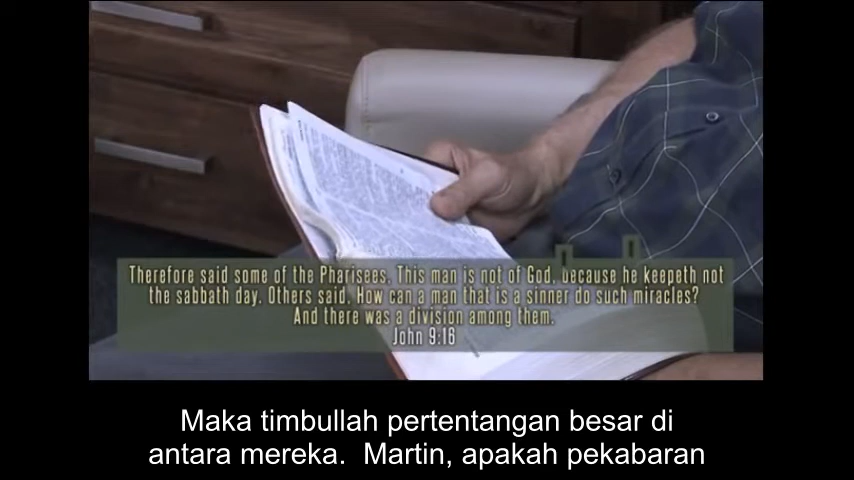 Therefore said some of the Pharisees, This man is not of God, because he keepeth not
the sabbath day. Others said, How can a man that is a sinner do such miracles?
And there was a division among them.
John 9:16
Maka timbullah pertentangan besar di
antara mereka.  Martin, apakah pekabaran